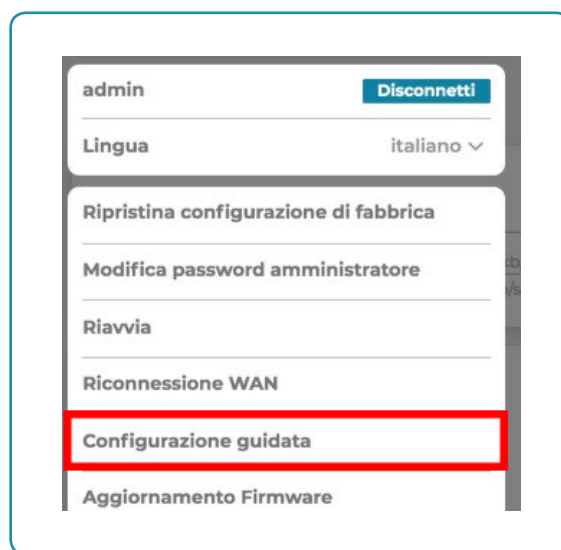 admin
Disconnetti
Lingua
italiano
Ripristina configurazione di fabbrica
Modifica password amministratore
Riavvia
Riconnessione WAN
Configurazione guidata
Aggiornamento Firmware